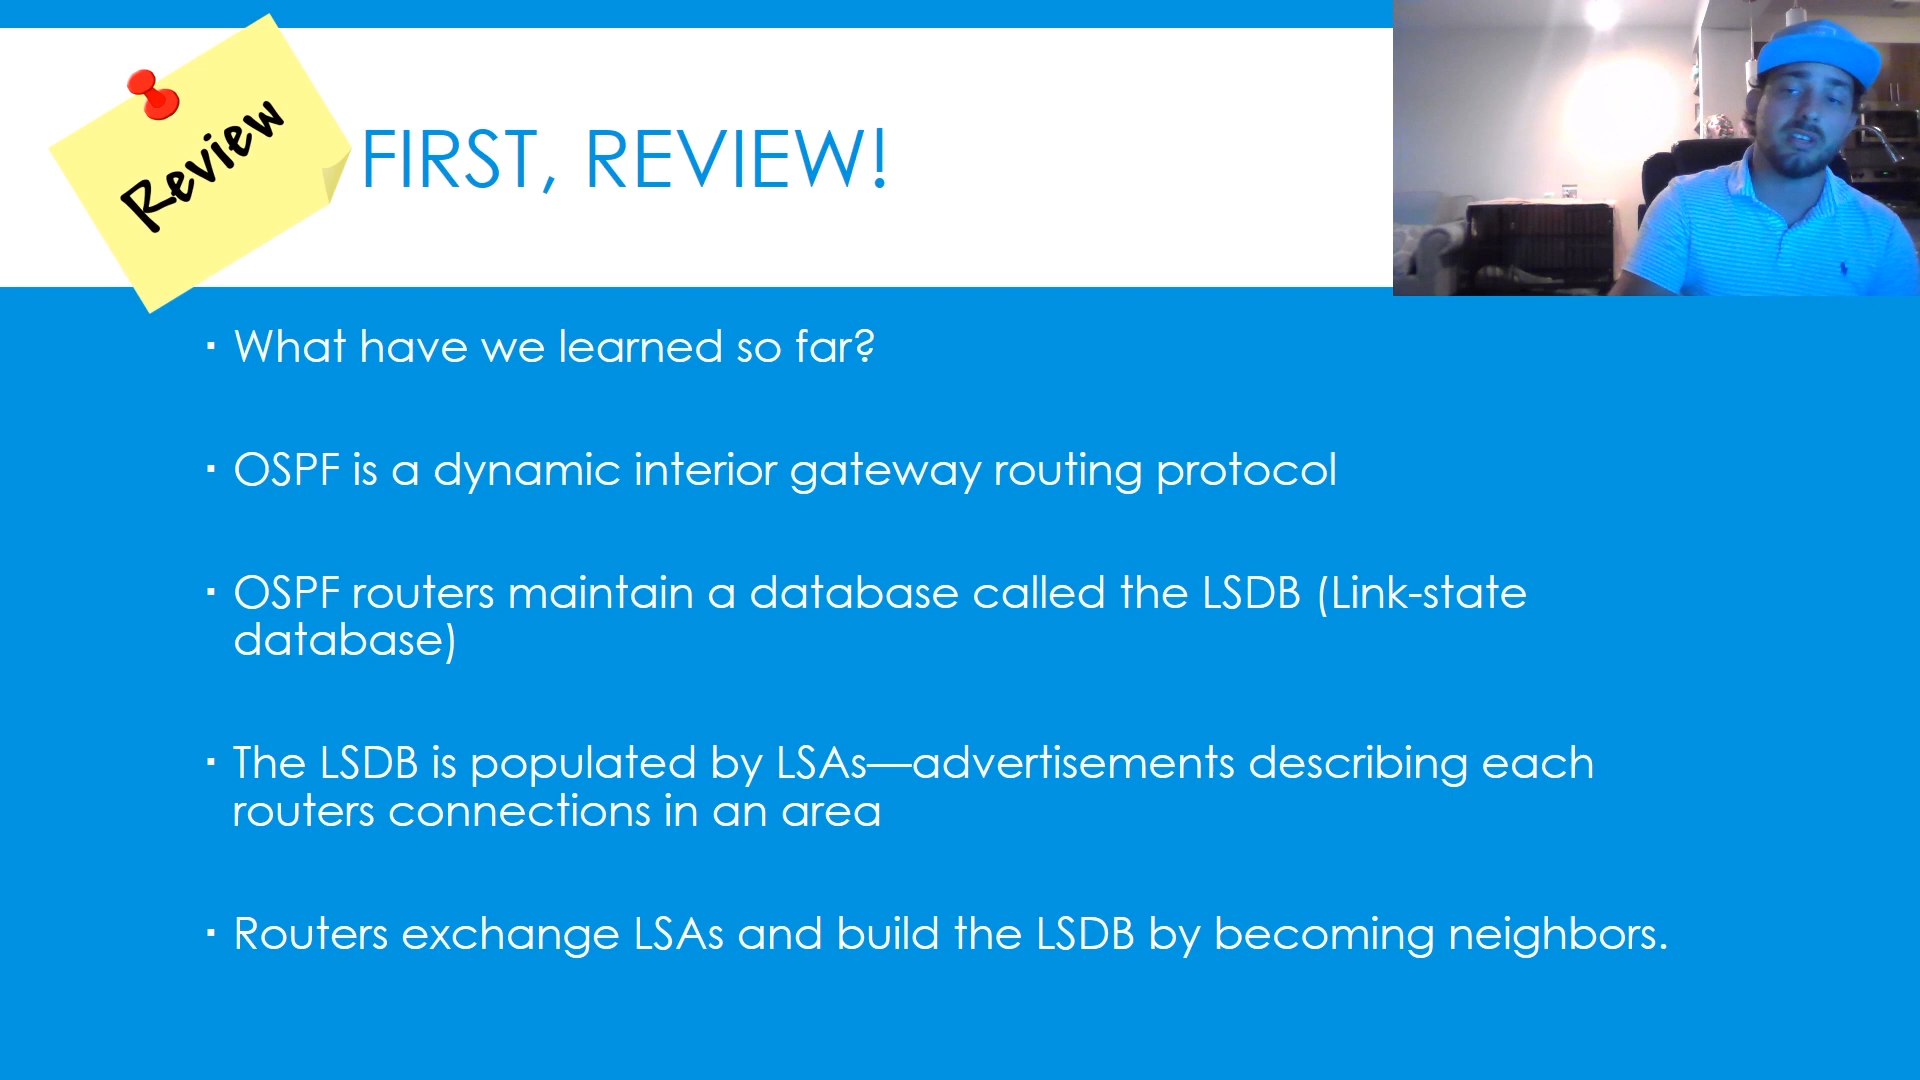 Review
FIRST, REVIEW!
▪ What have we learned so far?
▪ OSPF is a dynamic interior gateway routing protocol
▪ OSPF routers maintain a database called the LSDB (Link-state
database)
▪ The LSDB is populated by LSAs—advertisements describing each
routers connections in an area
▪ Routers exchange LSAs and build the LSDB by becoming neighbors.